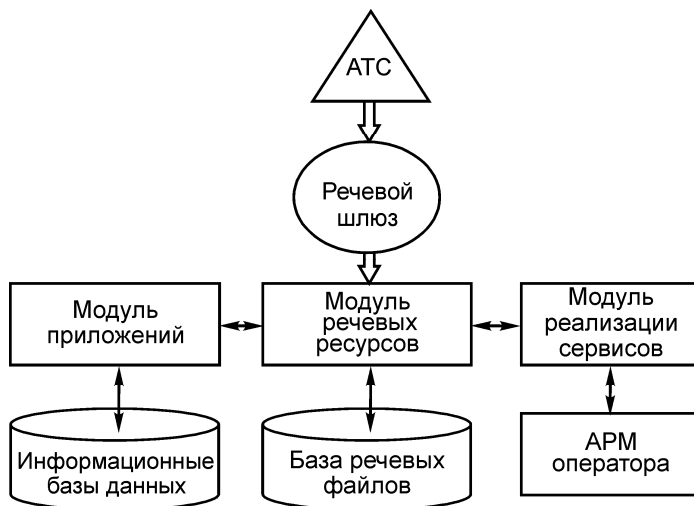 АТС
Речевой
шлюз
Модуль
приложений
Модуль
речевых
ресурсов
Модуль
реализации
сервисов
Информационные
базы данных
База речевых
файлов
АРМ
оператора